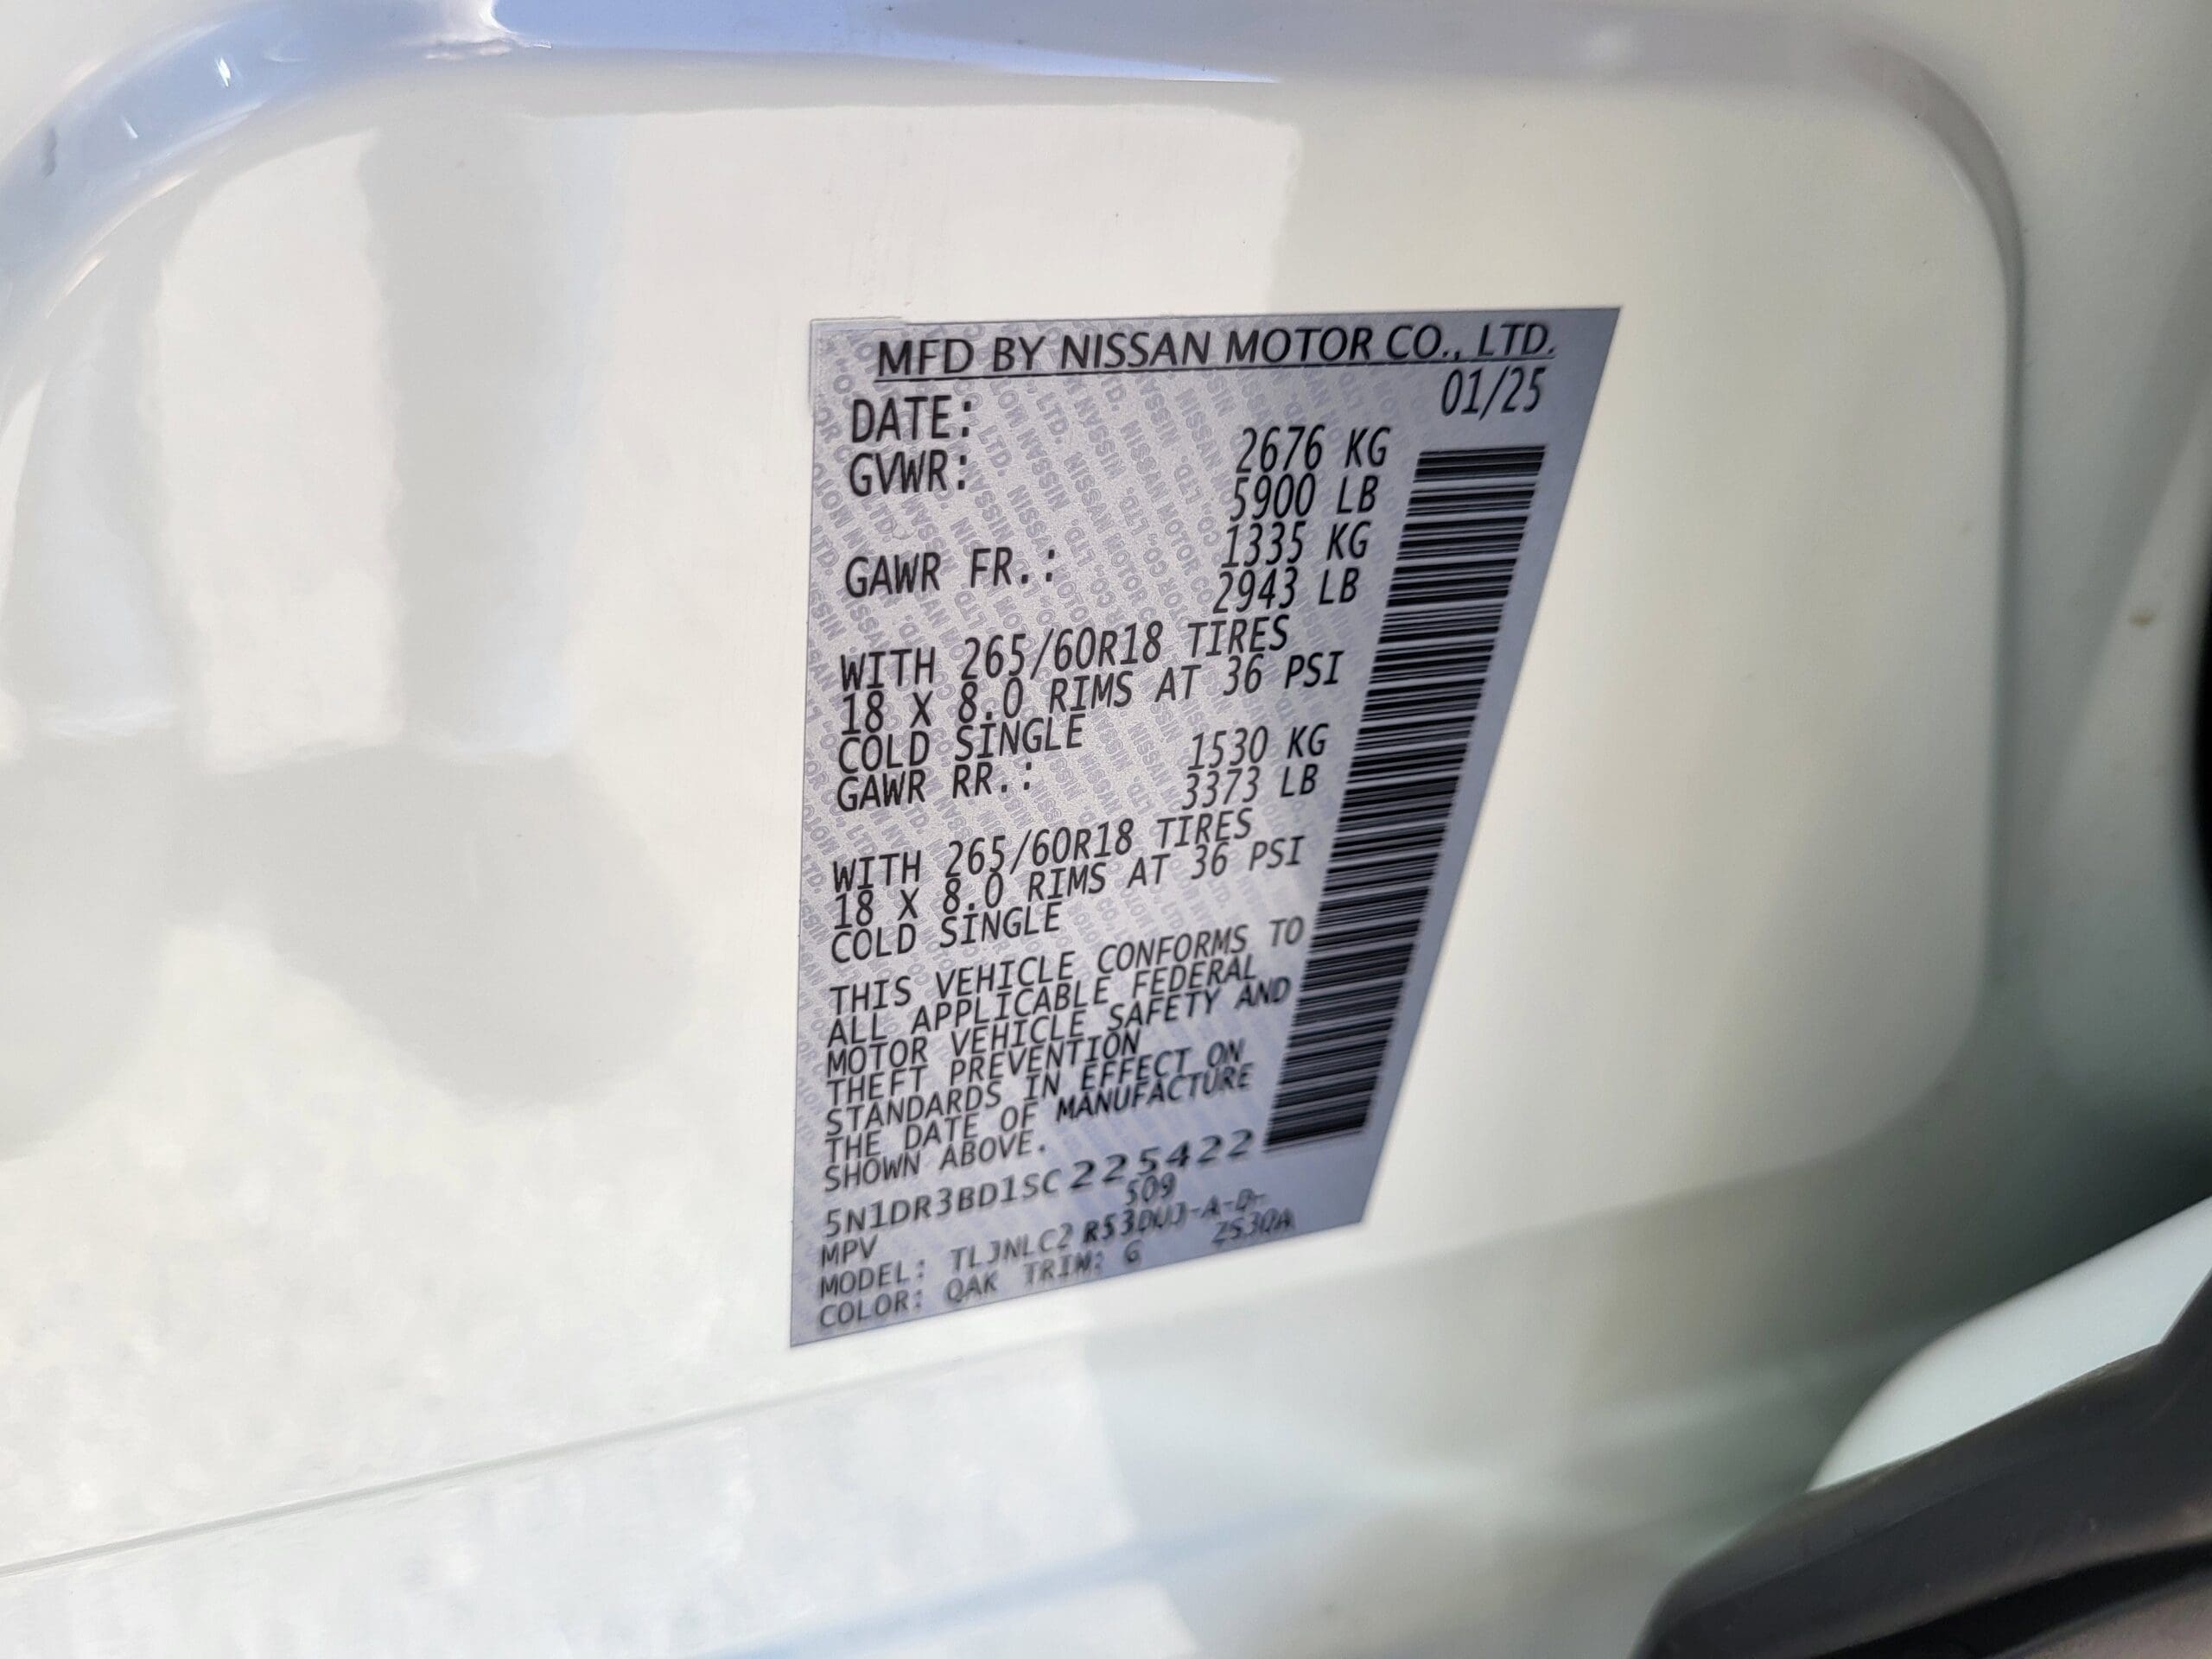 MFD BY NISSAN MOTOR CO., LTD.
DATE: 01/25
GVWR: 2676 KG
5900 LB
GAWR FR.: 1335 KG
2943 LB
WITH 265/60R18 TIRES
18 X 8.0 RIMS AT 36 PSI
COLD SINGLE
GAWR RR.: 1530 KG
3373 LB
WITH 265/60R18 TIRES
18 X 8.0 RIMS AT 36 PSI
COLD SINGLE
THIS VEHICLE CONFORMS TO
ALL APPLICABLE FEDERAL
MOTOR VEHICLE SAFETY AND
THEFT PREVENTION
STANDARDS IN EFFECT ON
THE DATE OF MANUFACTURE
SHOWN ABOVE.
5N1DR3BD1SC225422
MPV 509
MODEL: TLJNLC2 R53DUJ-A-D-
COLOR: QAK TRIM: G ZS30A